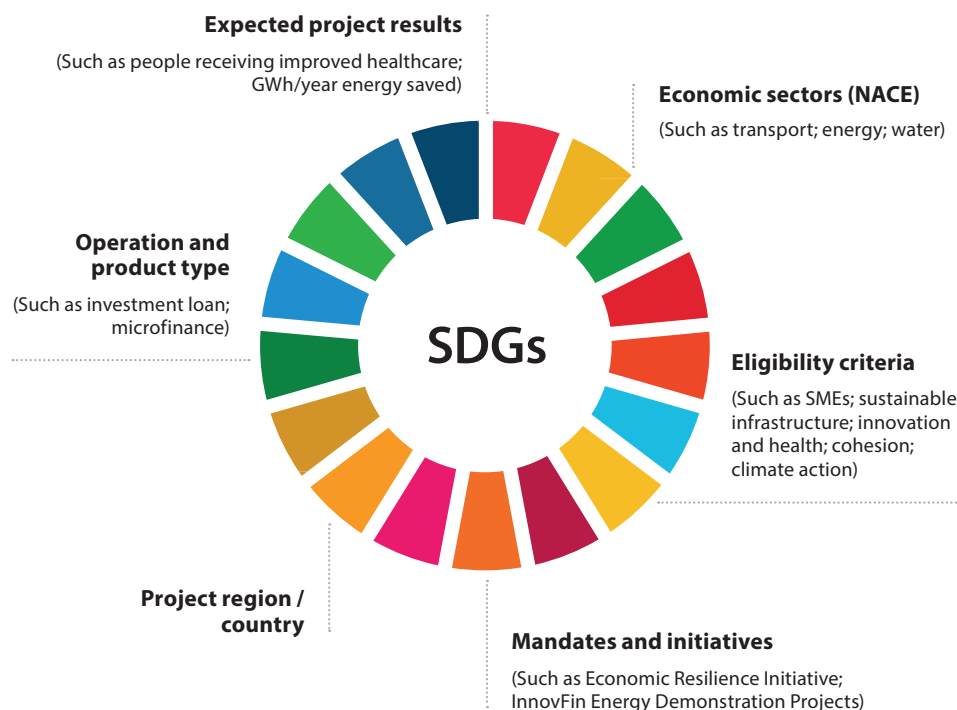 Expected project results
(Such as people receiving improved healthcare;
GWh/year energy saved)
Economic sectors (NACE)
(Such as transport; energy; water)
Operation and
product type
(Such as investment loan;
microfinance)
SDGs
Eligibility criteria
(Such as SMEs; sustainable
infrastructure; innovation
and health; cohesion;
climate action)
Project region /
country
Mandates and initiatives
(Such as Economic Resilience Initiative;
InnovFin Energy Demonstration Projects)